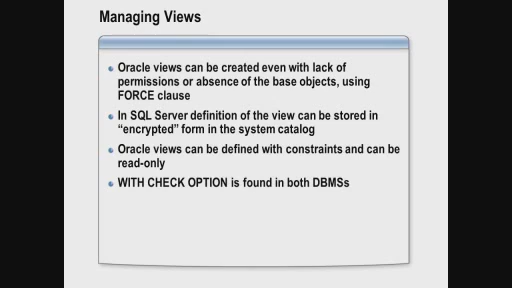 Managing Views
Oracle views can be created even with lack of
permissions or absence of the base objects, using
FORCE clause
In SQL Server definition of the view can be stored in
“encrypted” form in the system catalog
Oracle views can be defined with constraints and can be
read-only
WITH CHECK OPTION is found in both DBMSs